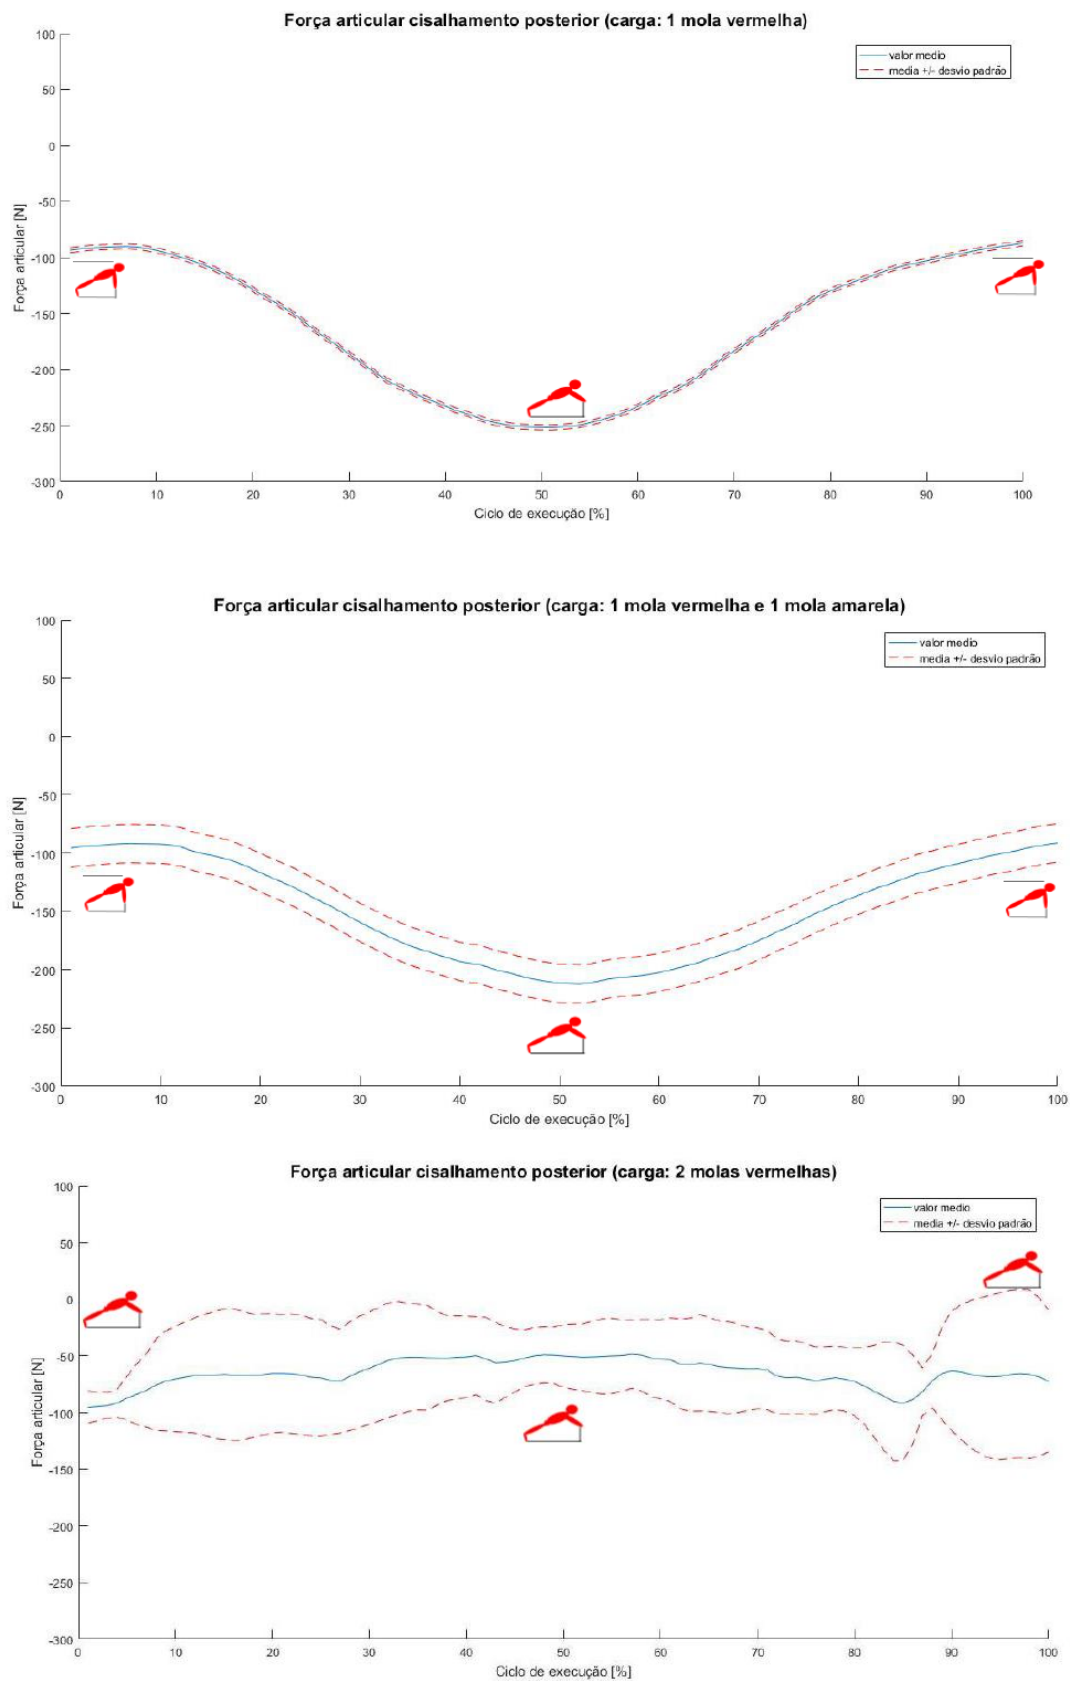 Força articular cisalhamento posterior (carga: 1 mola vermelha)
100
50
0
-50
-100
-150
-200
-250
-300
Força articular [N]
valor medio
media +/- desvio padrão
0 10 20 30 40 50 60 70 80 90 100
Ciclo de execução [%]
Força articular cisalhamento posterior (carga: 1 mola vermelha e 1 mola amarela)
100
50
0
-50
-100
-150
-200
-250
-300
Força articular [N]
valor medio
media +/- desvio padrão
0 10 20 30 40 50 60 70 80 90 100
Ciclo de execução [%]
Força articular cisalhamento posterior (carga: 2 molas vermelhas)
100
50
0
-50
-100
-150
-200
-250
-300
Força articular [N]
valor medio
media +/- desvio padrão
0 10 20 30 40 50 60 70 80 90 100
Ciclo de execução [%]